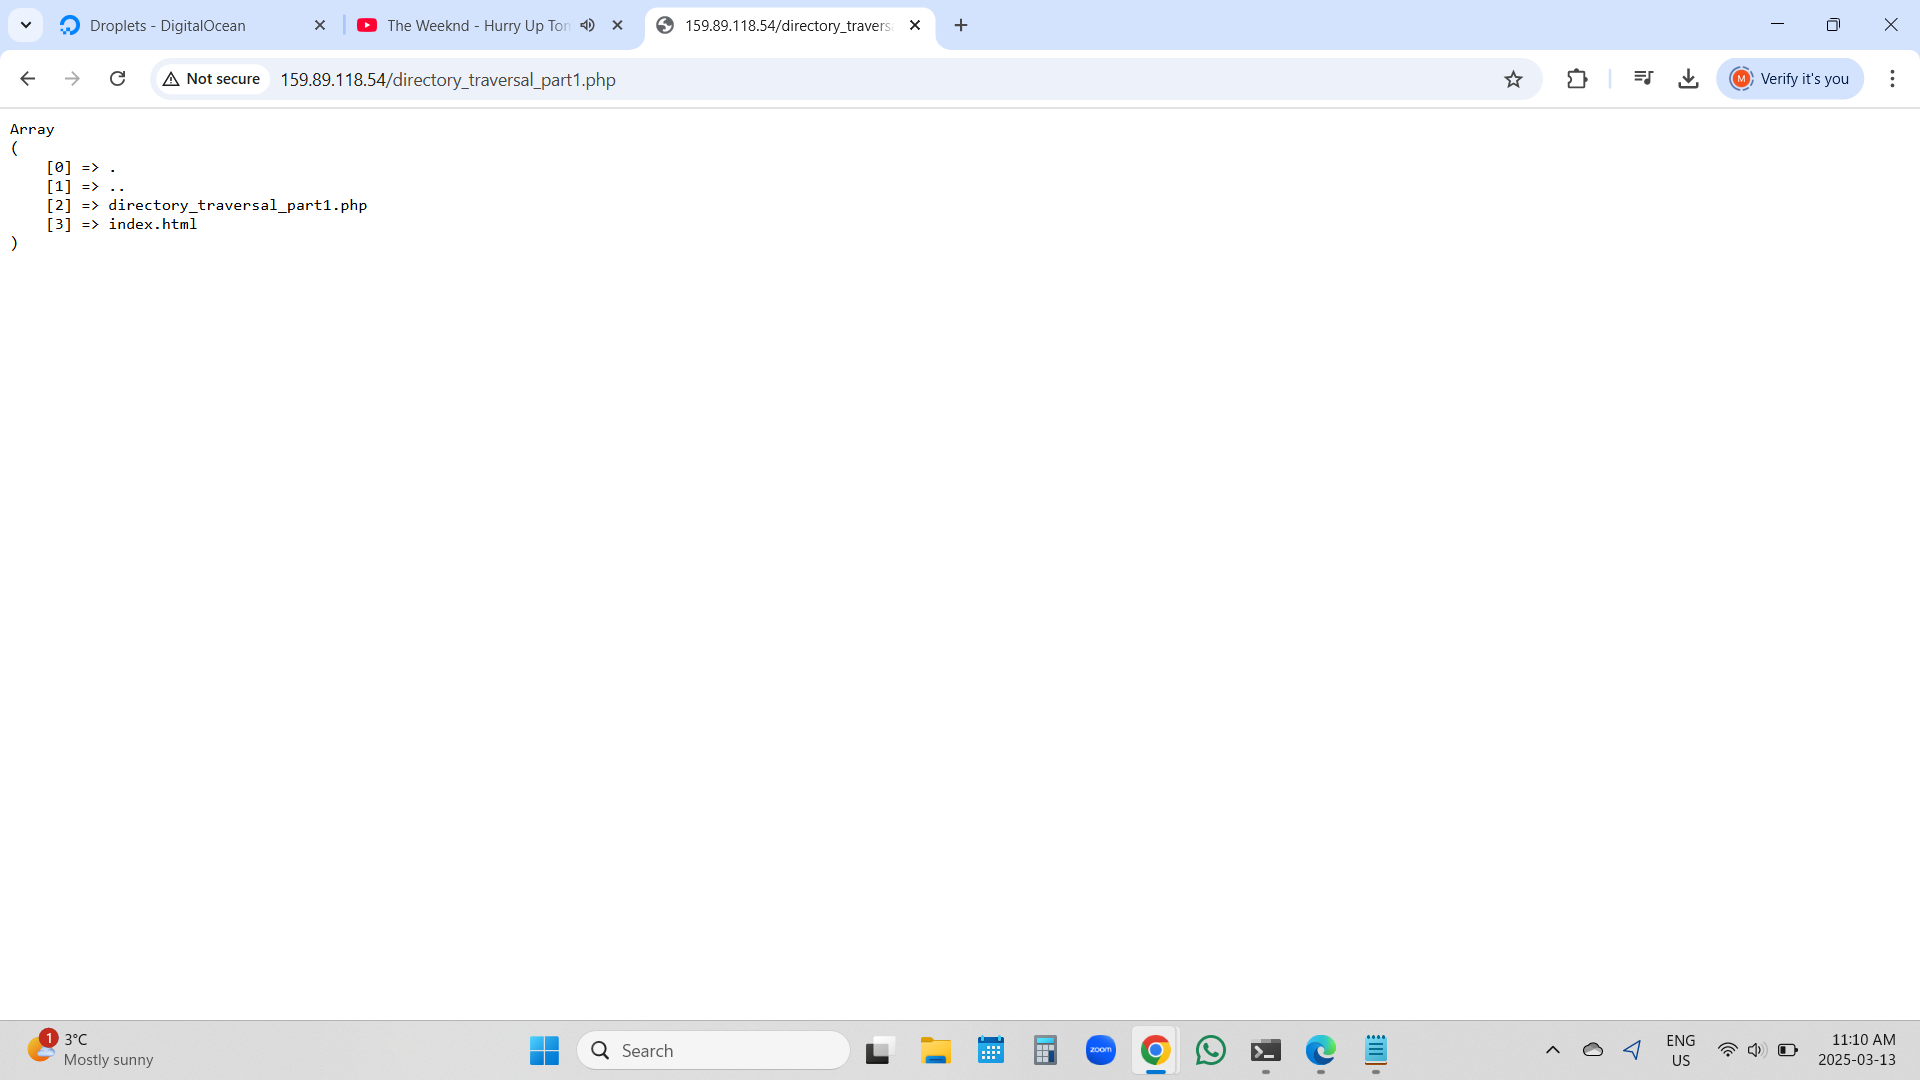 Droplets - DigitalOcean
The Weeknd - Hurry Up Tom
159.89.118.54/directory_travers
Not secure
159.89.118.54/directory_traversal_part1.php
M
Verify it's you
Array
(
[0] => .
[1] => ..
[2] => directory_traversal_part1.php
[3] => index.html
)
1
3°C
Mostly sunny
Search
zoom
ENG
US
11:10 AM
2025-03-13